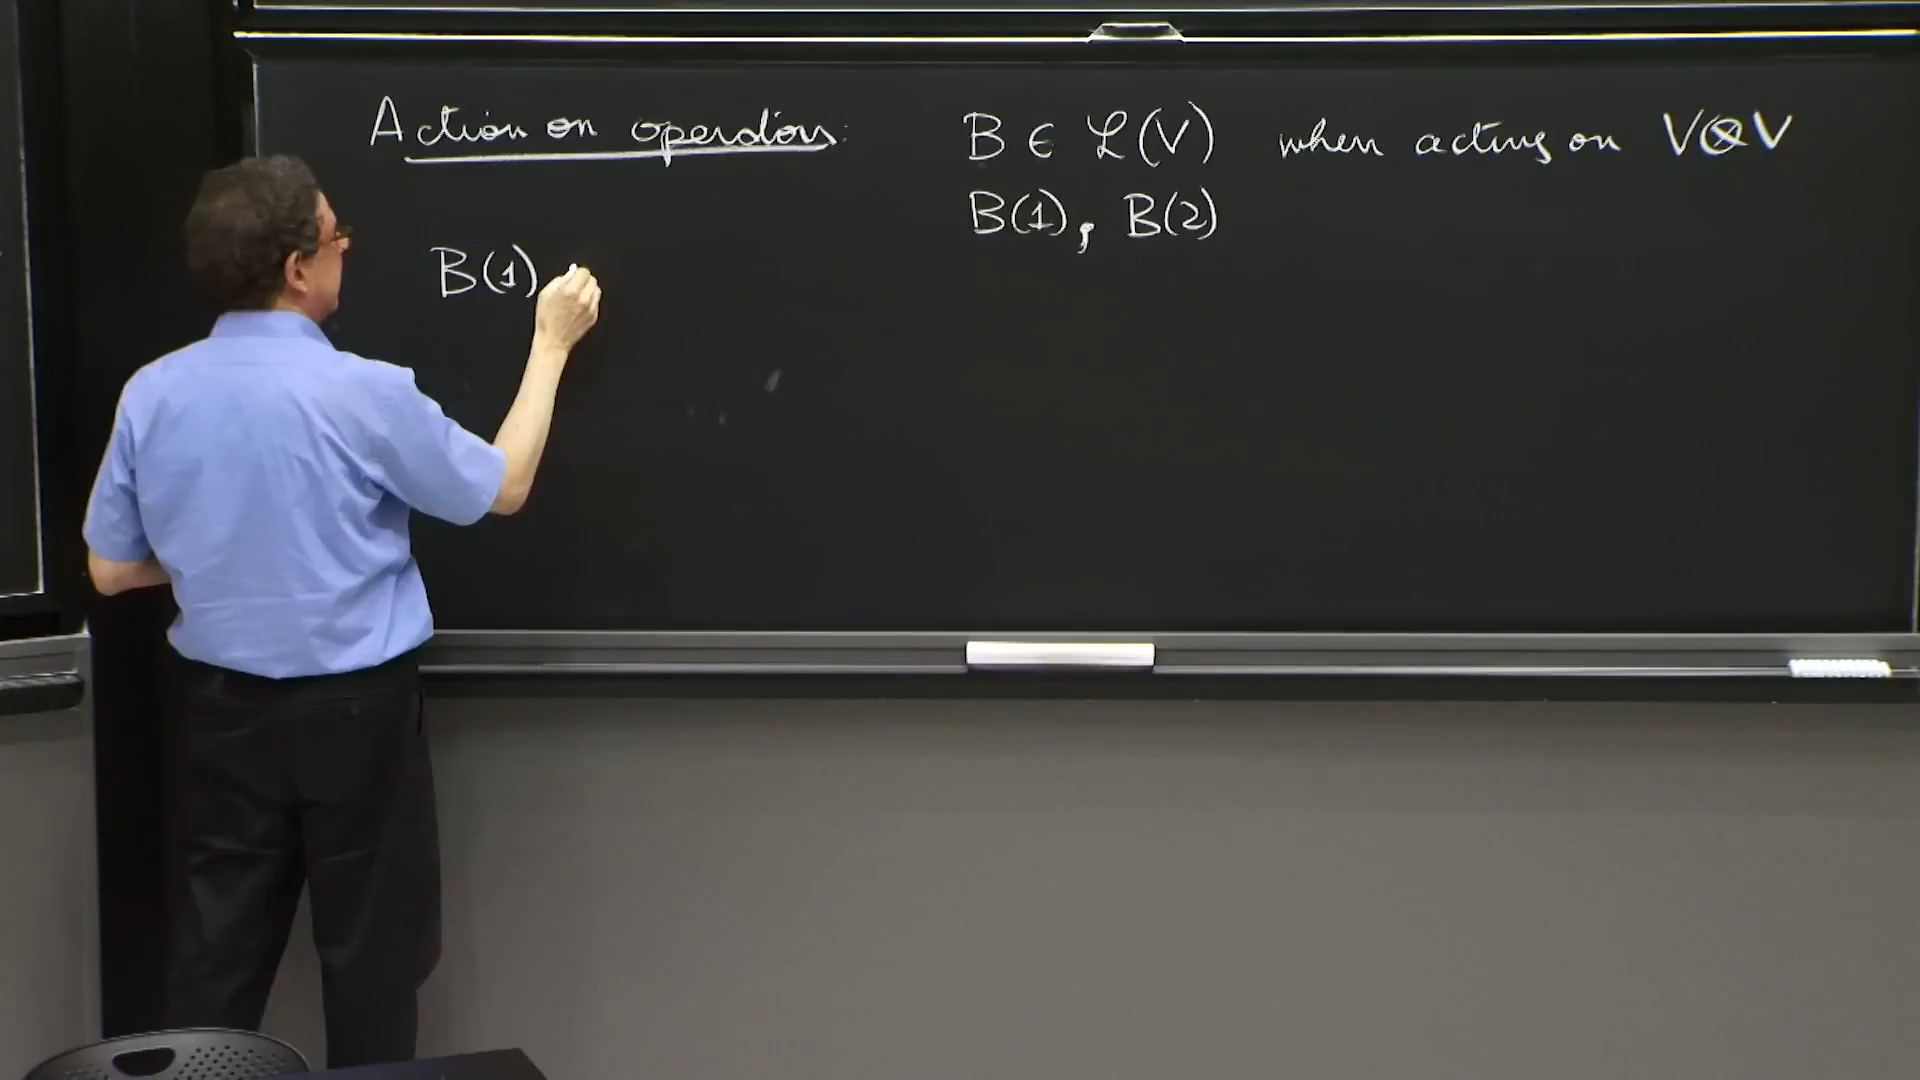 Action on operators: B ∈ ℒ(V) when acting on V⊗V
B(1), B(2)
B(1)